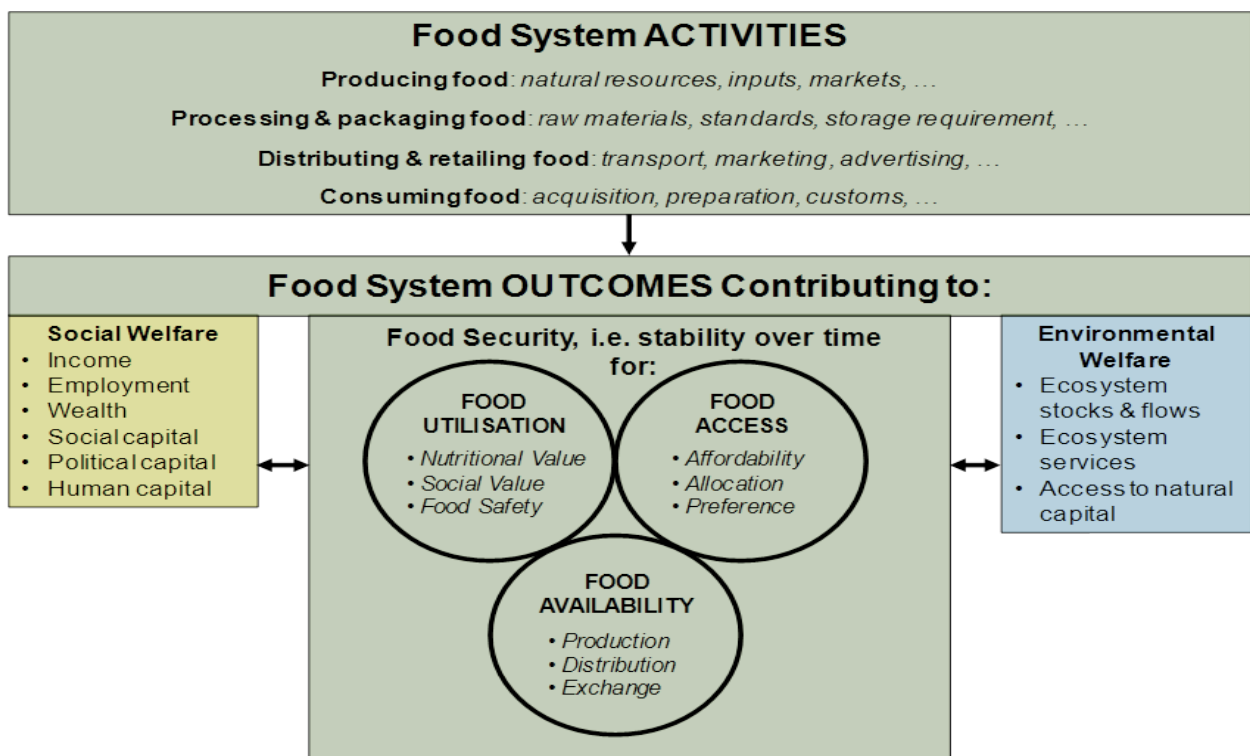 Food System ACTIVITIES
Producing food: natural resources, inputs, markets, …
Processing & packaging food: raw materials, standards, storage requirement, …
Distributing & retailing food: transport, marketing, advertising, …
Consuming food: acquisition, preparation, customs, …
Food System OUTCOMES Contributing to:
Social Welfare
• Income
• Employment
• Wealth
• Social capital
• Political capital
• Human capital
Food Security, i.e. stability over time
for:
FOOD
UTILISATION
• Nutritional Value
• Social Value
• Food Safety
FOOD
ACCESS
• Affordability
• Allocation
• Preference
FOOD
AVAILABILITY
• Production
• Distribution
• Exchange
Environmental
Welfare
• Ecosystem
stocks & flows
• Ecosystem
services
• Access to natural
capital